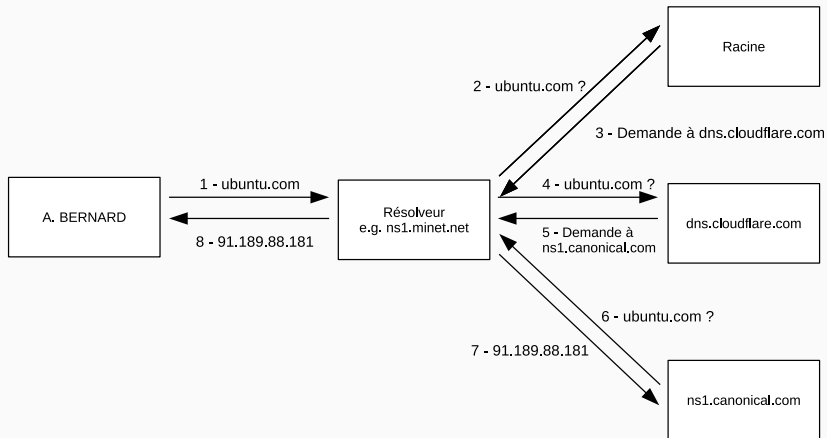 Racine
2 - ubuntu.com ?
3 - Demande à dns.cloudflare.com
1 - ubuntu.com
4 - ubuntu.com ?
A. BERNARD
Résolveur
e.g. ns1.minet.net
dns.cloudflare.com
8 - 91.189.88.181
5 - Demande à
ns1.canonical.com
6 - ubuntu.com ?
7 - 91.189.88.181
ns1.canonical.com